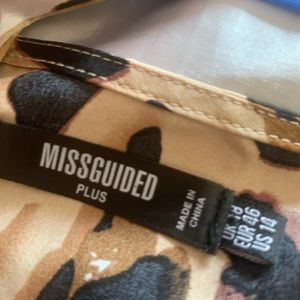 MISSGUIDED
PLUS
MADE IN
CHINA
UK 18
EUR 46
US 14